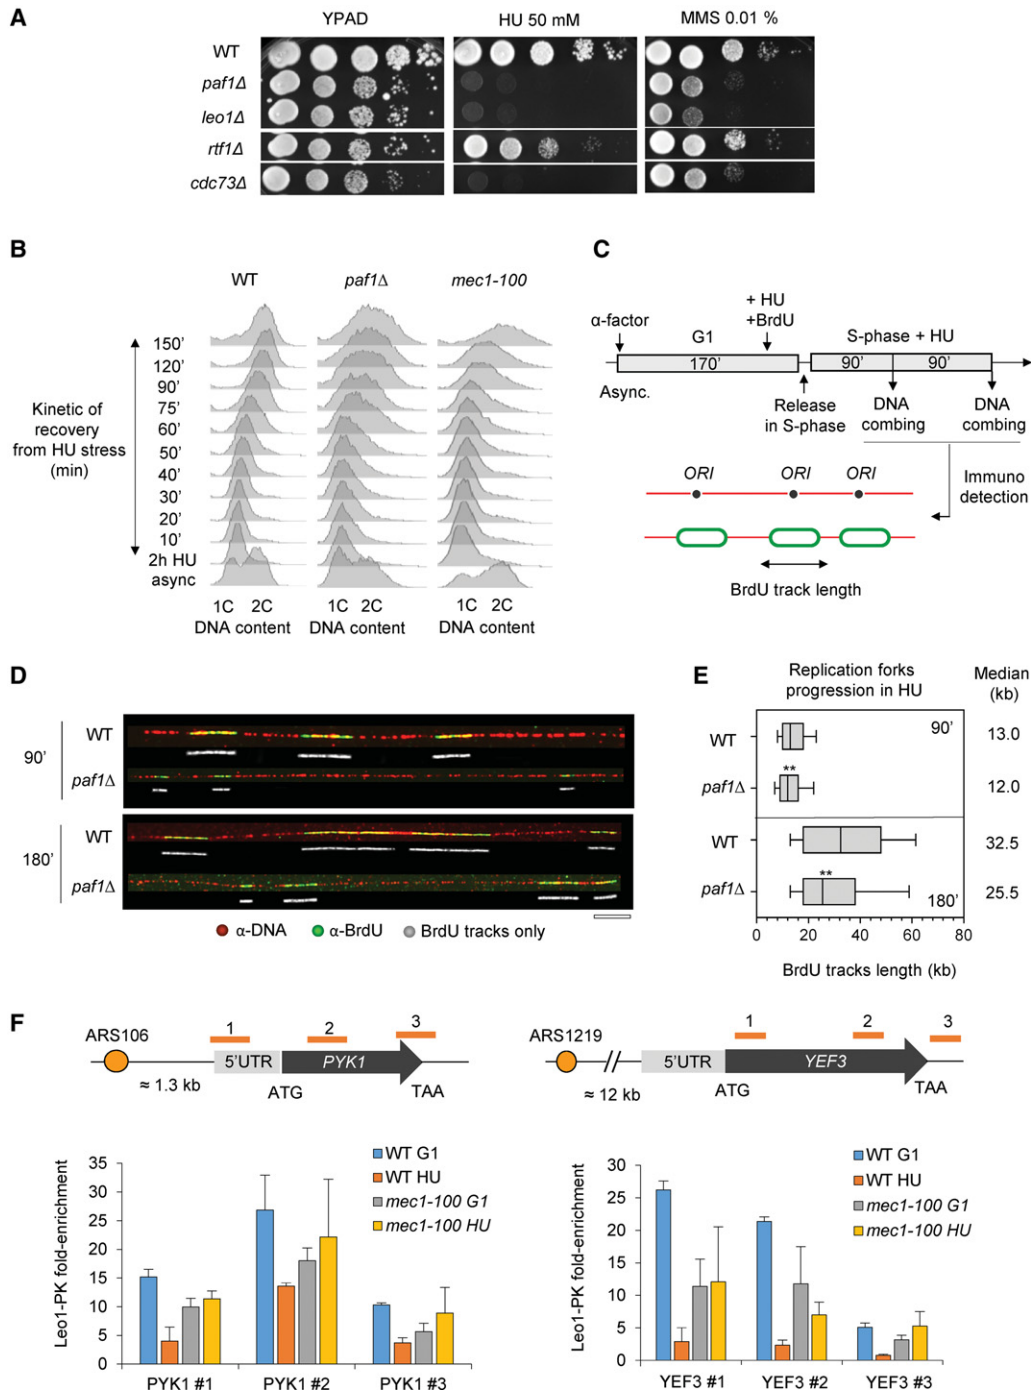 A
YPAD
HU 50 mM
MMS 0.01 %
WT
paf1Δ
leo1Δ
rtf1Δ
cdc73Δ
B
WT
paf1Δ
mec1-100
Kinetic of
recovery
from HU stress
(min)
150'
120'
90'
75'
60'
50'
40'
30'
20'
10'
2h HU
async
1C 2C
DNA content
1C 2C
DNA content
1C 2C
DNA content
C
+ HU
+BrdU
α-factor
G1
S-phase + HU
170'
90'
90'
Async.
Release
in S-phase
DNA
combing
DNA
combing
ORI
ORI
ORI
Immuno
detection
BrdU track length
D
90'
WT
paf1Δ
180'
WT
paf1Δ
α-DNA
α-BrdU
BrdU tracks only
E
Replication forks
progression in HU
Median
(kb)
WT
90'
13.0
**
paf1Δ
12.0
WT
32.5
**
paf1Δ
180'
25.5
0 20 40 60 80
BrdU tracks length (kb)
F
ARS106
1
2
3
5'UTR
PYK1
≈ 1.3 kb
ATG
TAA
ARS1219
1
2
3
5'UTR
YEF3
≈ 12 kb
ATG
TAA
Leo1-PK fold-enrichment
35
30
25
20
15
10
5
0
WT G1
WT HU
mec1-100 G1
mec1-100 HU
PYK1 #1
PYK1 #2
PYK1 #3
Leo1-PK fold-enrichment
30
25
20
15
10
5
0
WT G1
WT HU
mec1-100 G1
mec1-100 HU
YEF3 #1
YEF3 #2
YEF3 #3